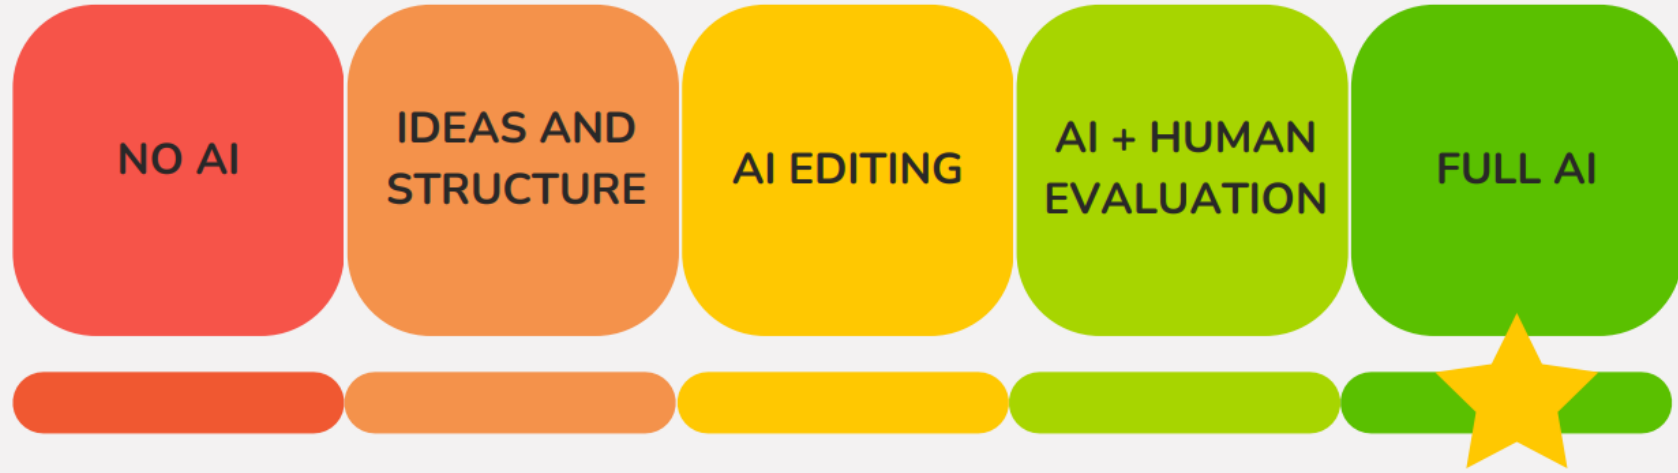 NO AI
IDEAS AND
STRUCTURE
AI EDITING
AI + HUMAN
EVALUATION
FULL AI